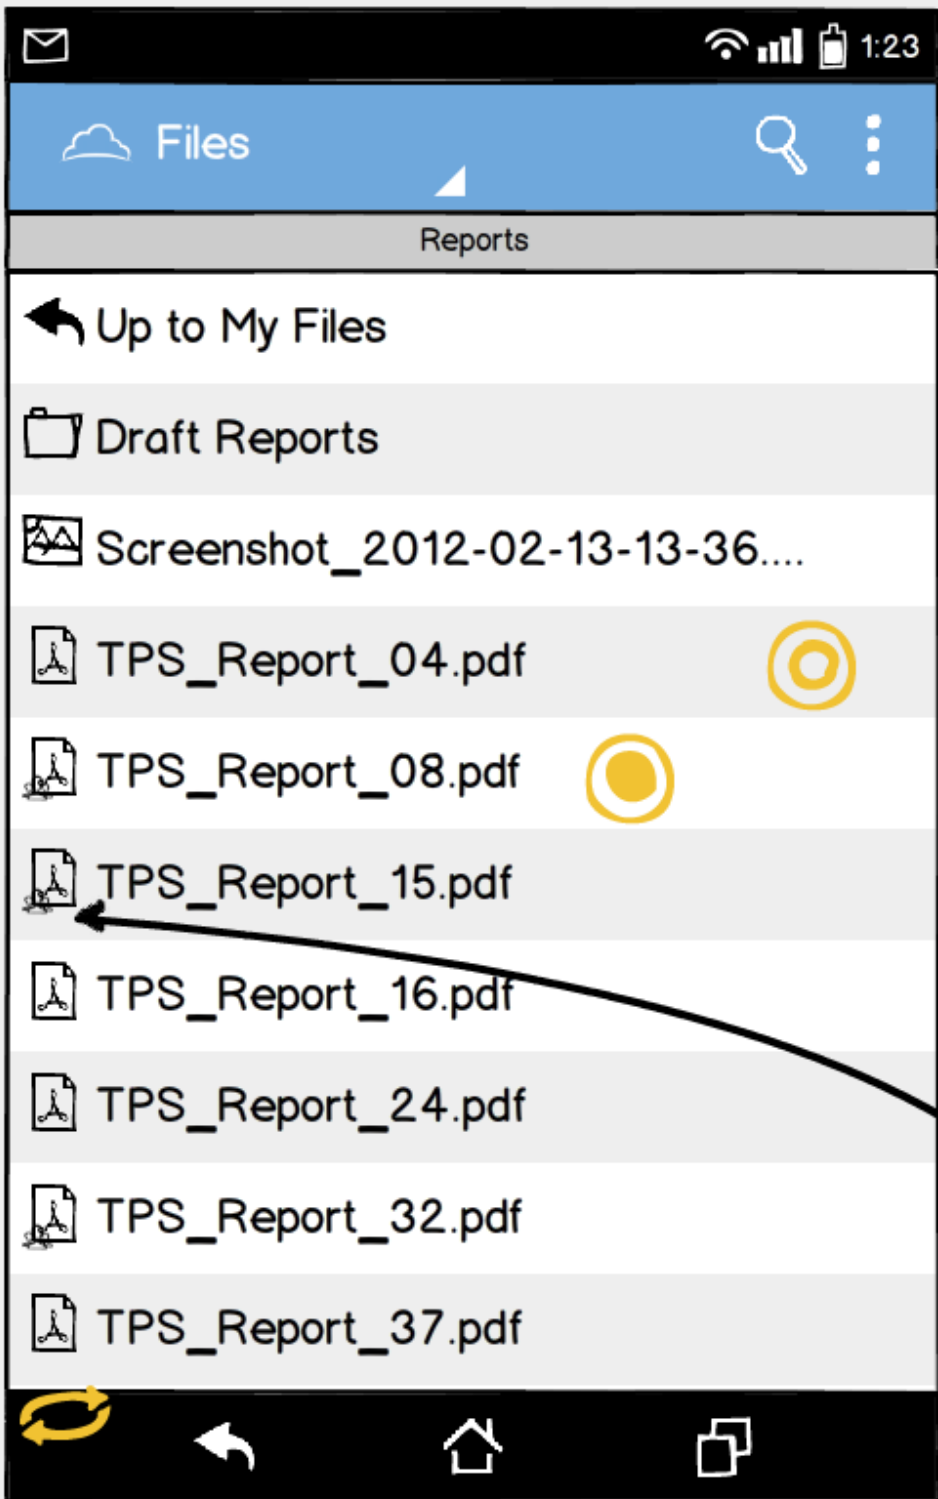 1:23
Files
Reports
Up to My Files
Draft Reports
Screenshot_2012-02-13-13-36....
TPS_Report_04.pdf
TPS_Report_08.pdf
TPS_Report_15.pdf
TPS_Report_16.pdf
TPS_Report_24.pdf
TPS_Report_32.pdf
TPS_Report_37.pdf